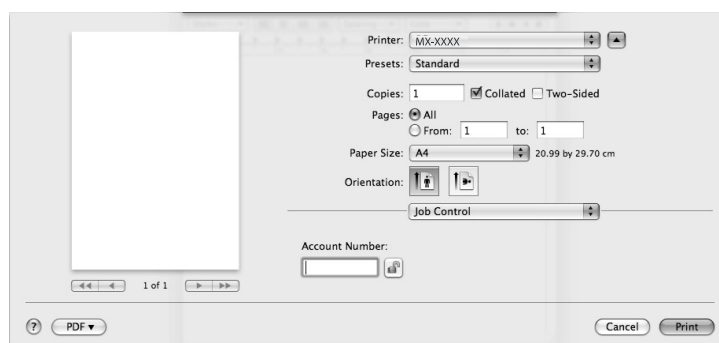 Printer: MX-XXXX
Presets: Standard
Copies: 1 Collated Two-Sided
Pages: All
From: 1 to: 1
Paper Size: A4 20.99 by 29.70 cm
Orientation:
Job Control
Account Number:
1 of 1
? PDF Cancel Print